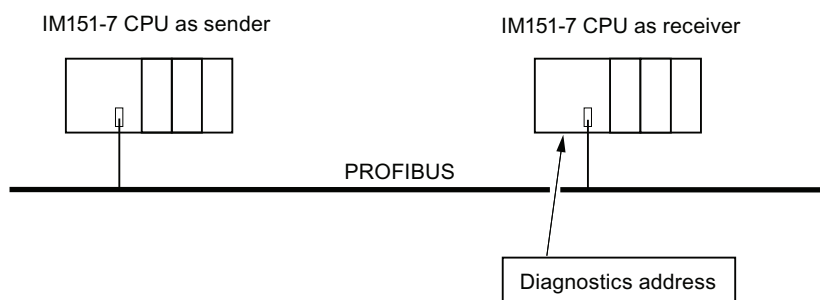 IM151-7 CPU as sender
IM151-7 CPU as receiver
PROFIBUS
Diagnostics address